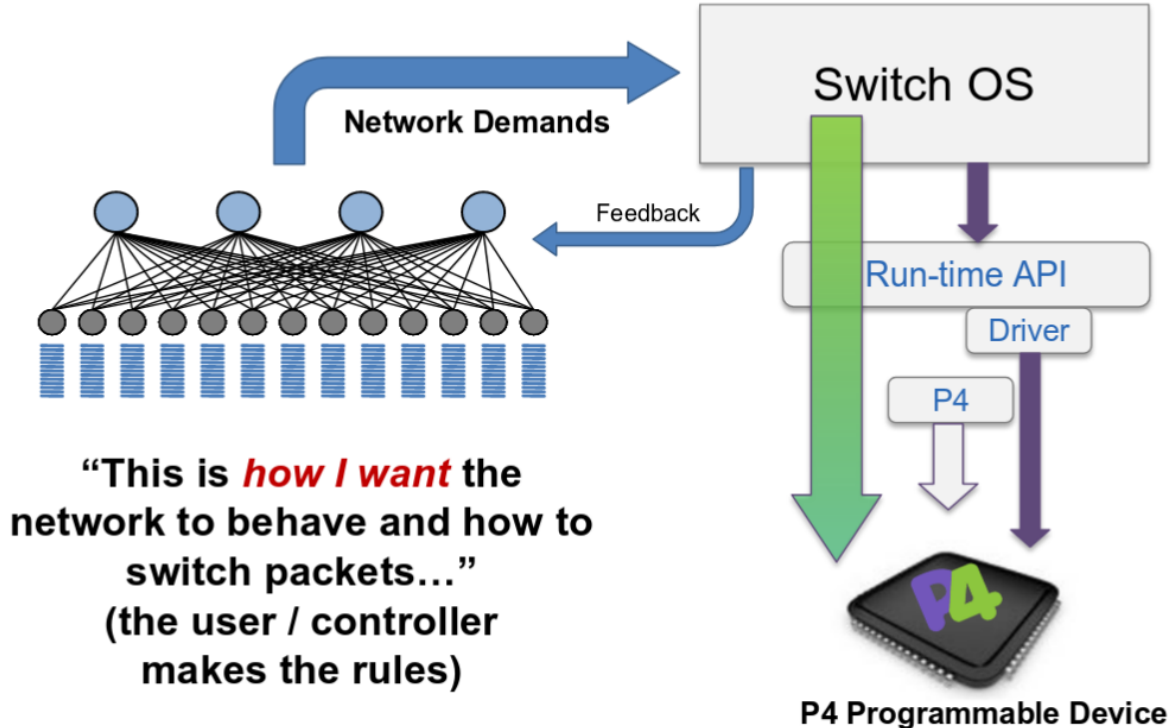 Switch OS
Network Demands
Feedback
Run-time API
Driver
P4
“This is how I want the
network to behave and how to
switch packets…”
(the user / controller
makes the rules)
P4
P4 Programmable Device